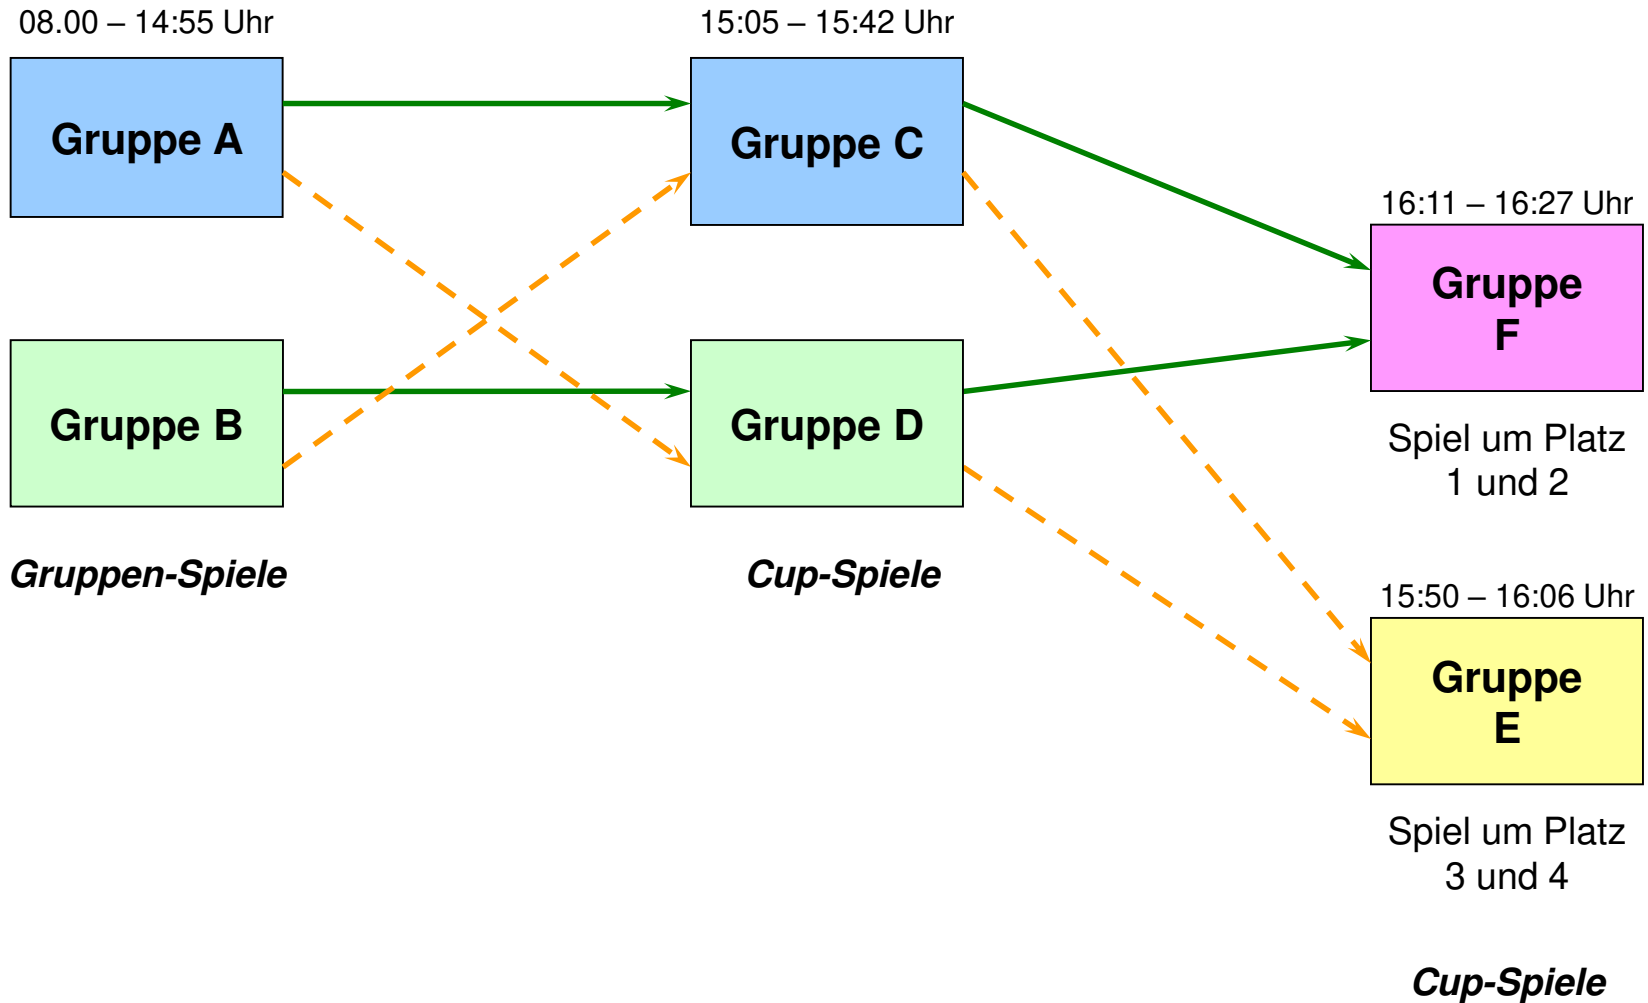 08.00 – 14:55 Uhr
15:05 – 15:42 Uhr
Gruppe A
Gruppe C
16:11 – 16:27 Uhr
Gruppe
F
Gruppe B
Gruppe D
Spiel um Platz
1 und 2
Gruppen-Spiele
Cup-Spiele
15:50 – 16:06 Uhr
Gruppe
E
Spiel um Platz
3 und 4
Cup-Spiele